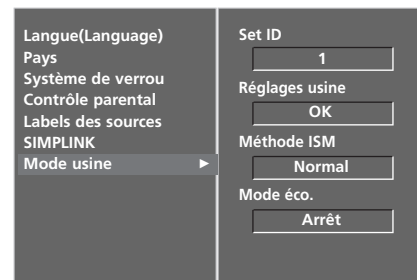 Langue(Language)
Pays
Système de verrou
Contrôle parental
Labels des sources
SIMPLINK
Mode usine ►
Set ID
1
Réglages usine
OK
Méthode ISM
Normal
Mode éco.
Arrêt